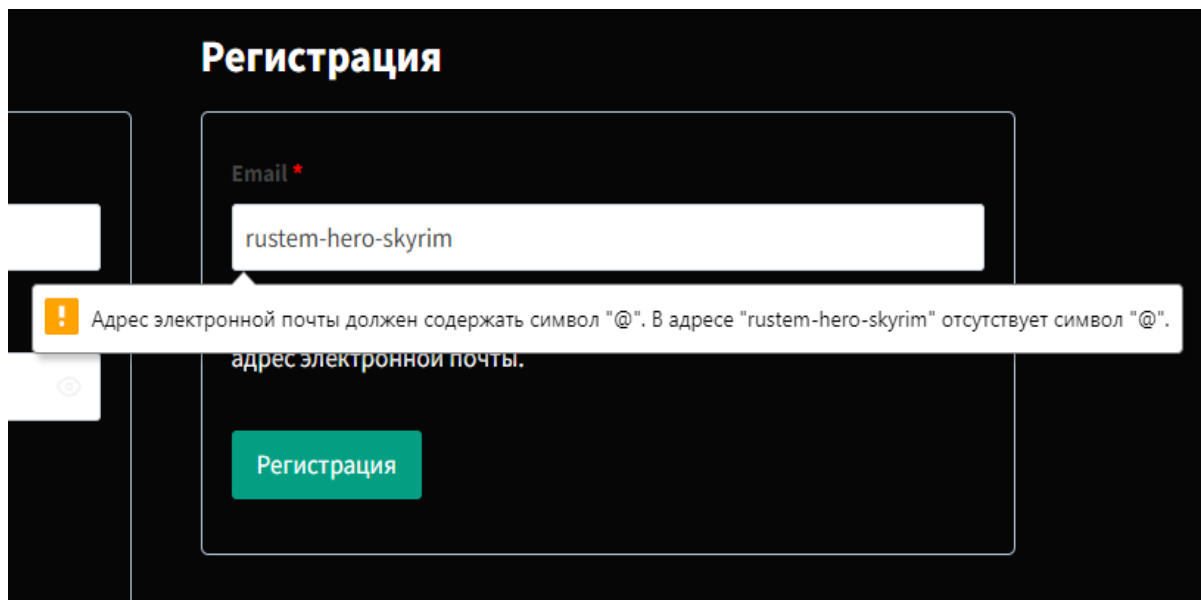 Регистрация
Email *
rustem-hero-skyrim
Адрес электронной почты должен содержать символ "@". В адресе "rustem-hero-skyrim" отсутствует символ "@".
адрес электронной почты.
Регистрация